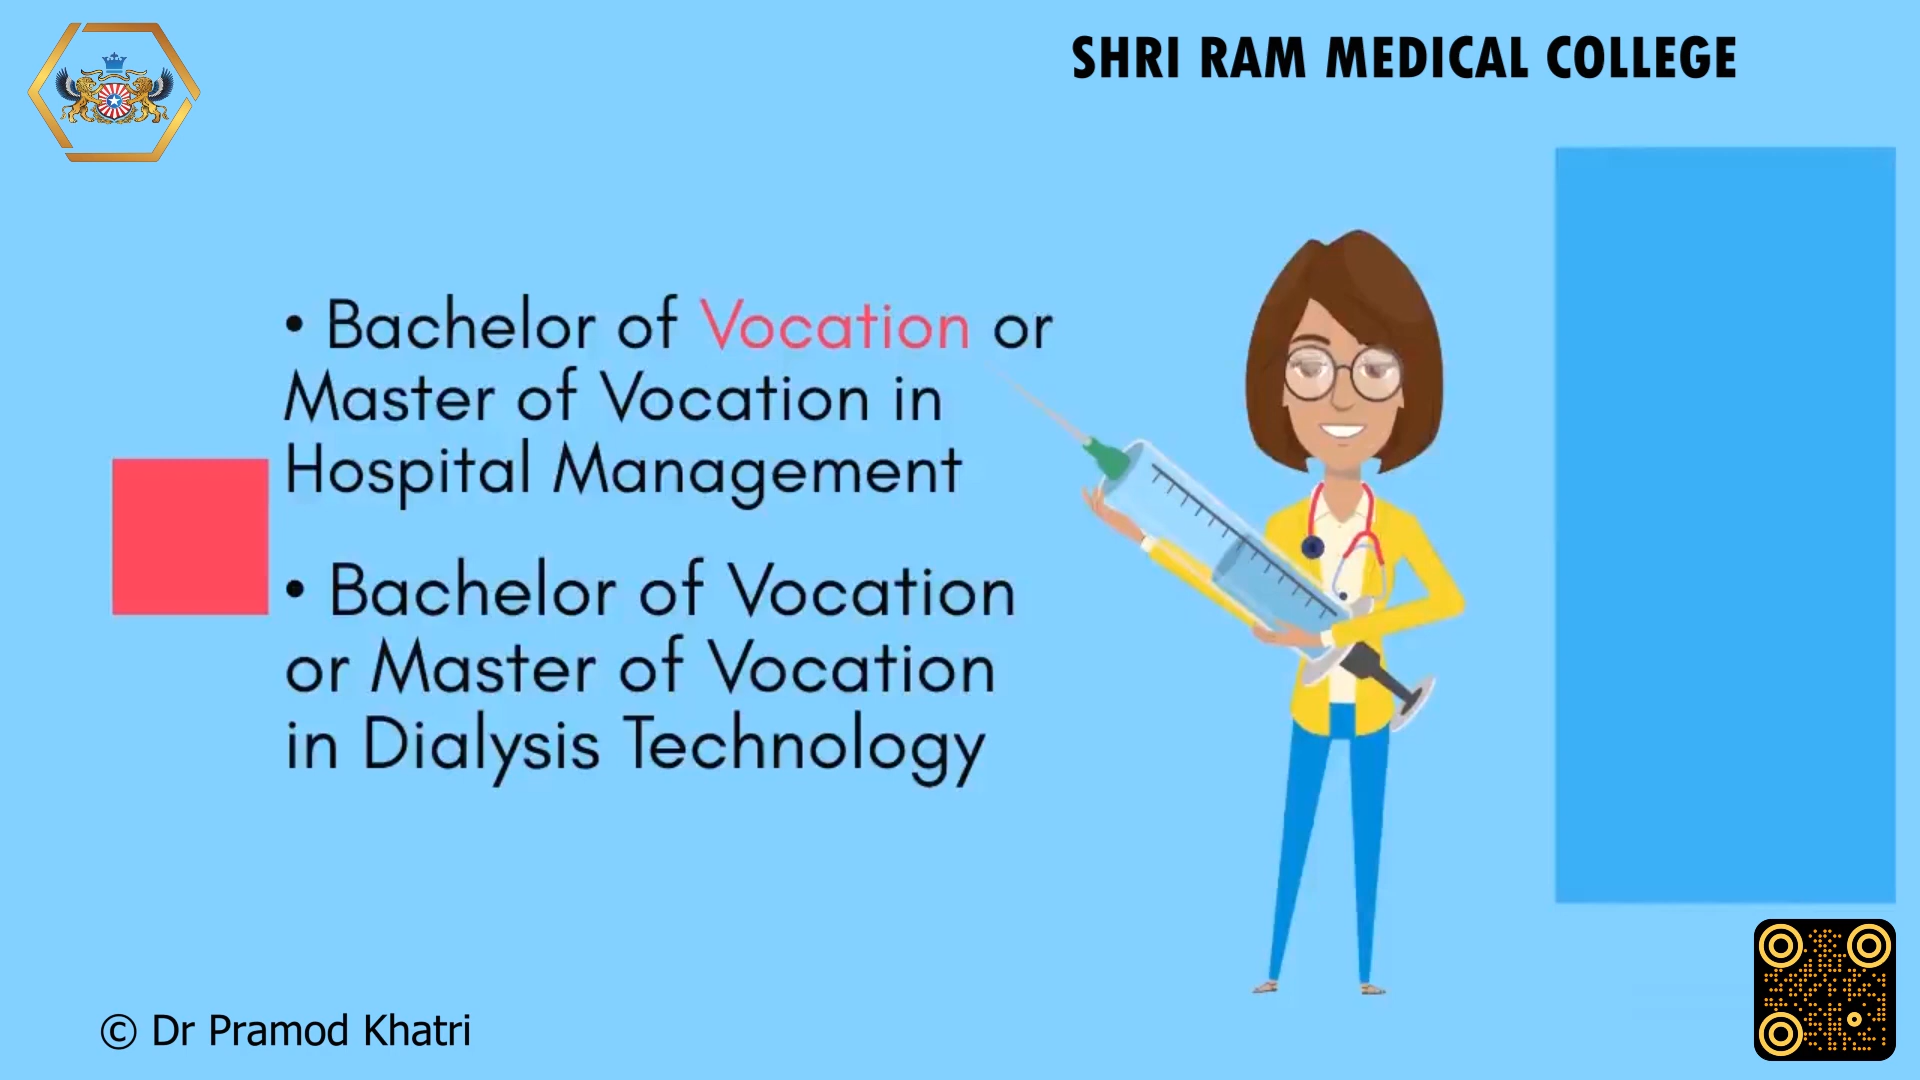 SHRI RAM MEDICAL COLLEGE
• Bachelor of Vocation or
Master of Vocation in
Hospital Management
• Bachelor of Vocation
or Master of Vocation
in Dialysis Technology
© Dr Pramod Khatri